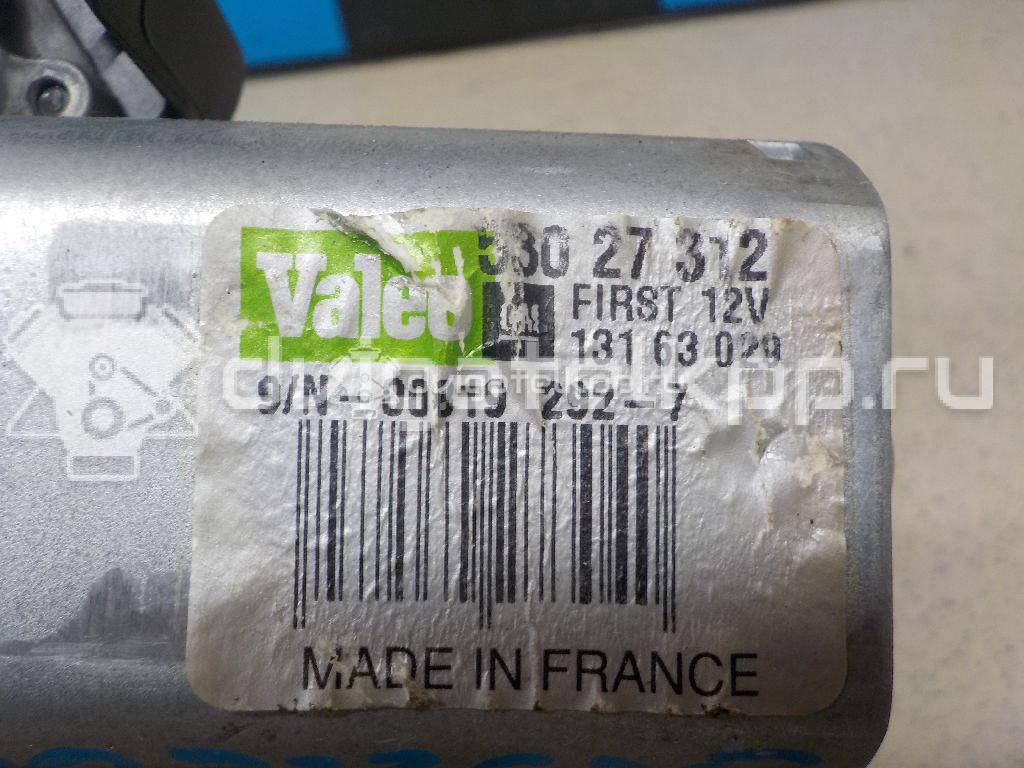 Valeo
530 27 312
FIRST 12V
131 63 029
MADE IN FRANCE